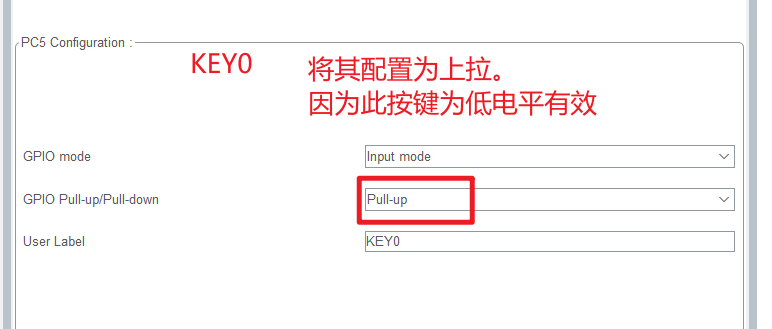 PC5 Configuration :
KEY0
将其配置为上拉。
因为此按键为低电平有效
GPIO mode
Input mode
GPIO Pull-up/Pull-down
Pull-up
User Label
KEY0